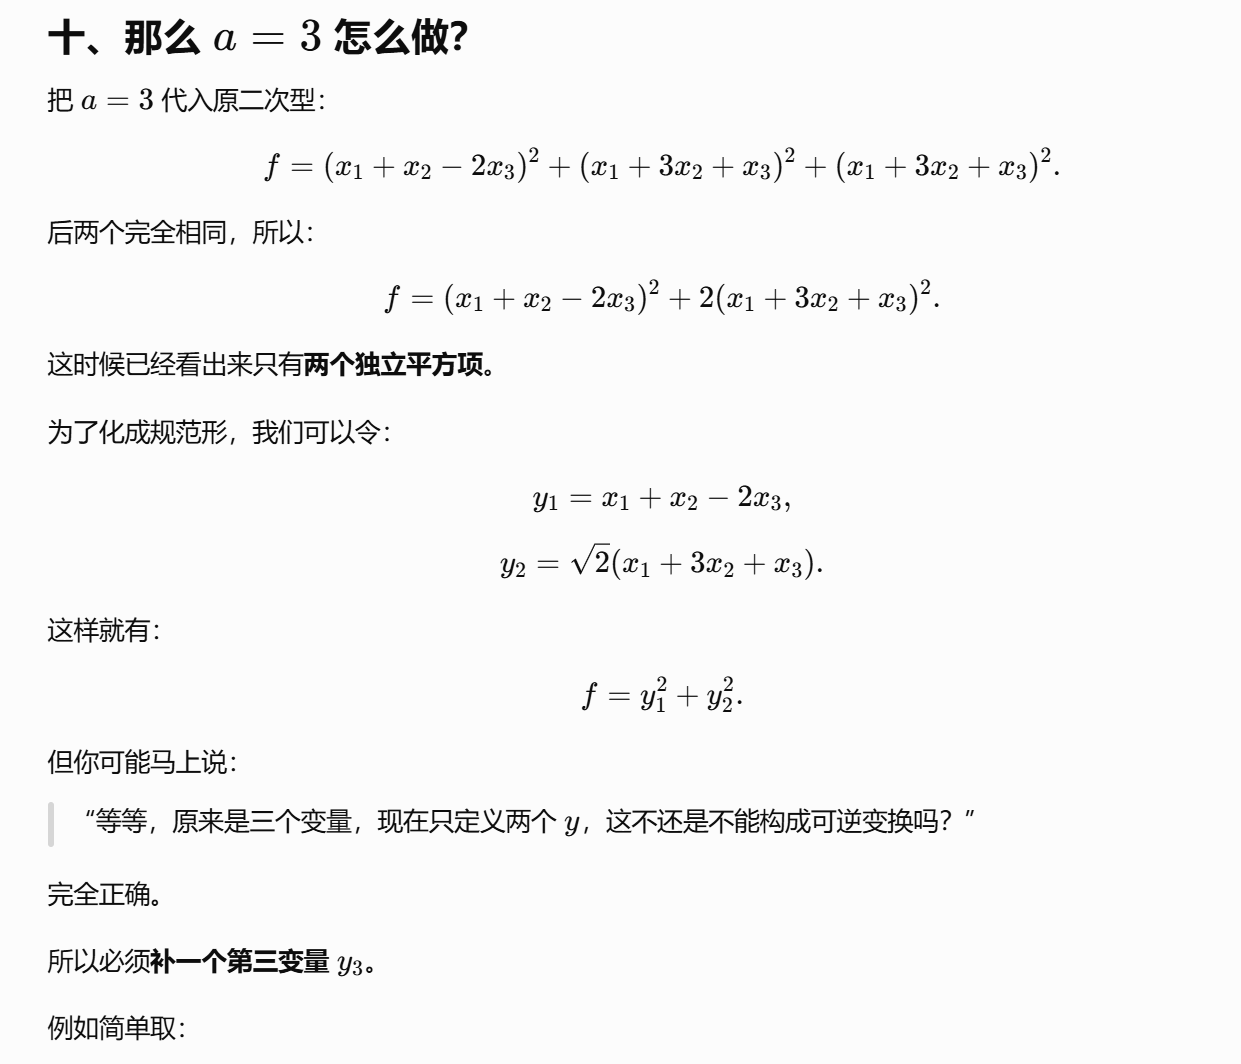 十、那么 a = 3 怎么做？
把 a = 3 代入原二次型：
f = (x₁ + x₂ − 2x₃)² + (x₁ + 3x₂ + x₃)² + (x₁ + 3x₂ + x₃)².
后两个完全相同，所以：
f = (x₁ + x₂ − 2x₃)² + 2(x₁ + 3x₂ + x₃)².
这时候已经看出来只有两个独立平方项。
为了化成规范形，我们可以令：
y₁ = x₁ + x₂ − 2x₃,
y₂ = √2(x₁ + 3x₂ + x₃).
这样就有：
f = y₁² + y₂².
但你可能马上说：
“等等，原来是三个变量，现在只定义两个 y，这不还是不能构成可逆变换吗？”
完全正确。
所以必须补一个第三变量 y₃。
例如简单取：